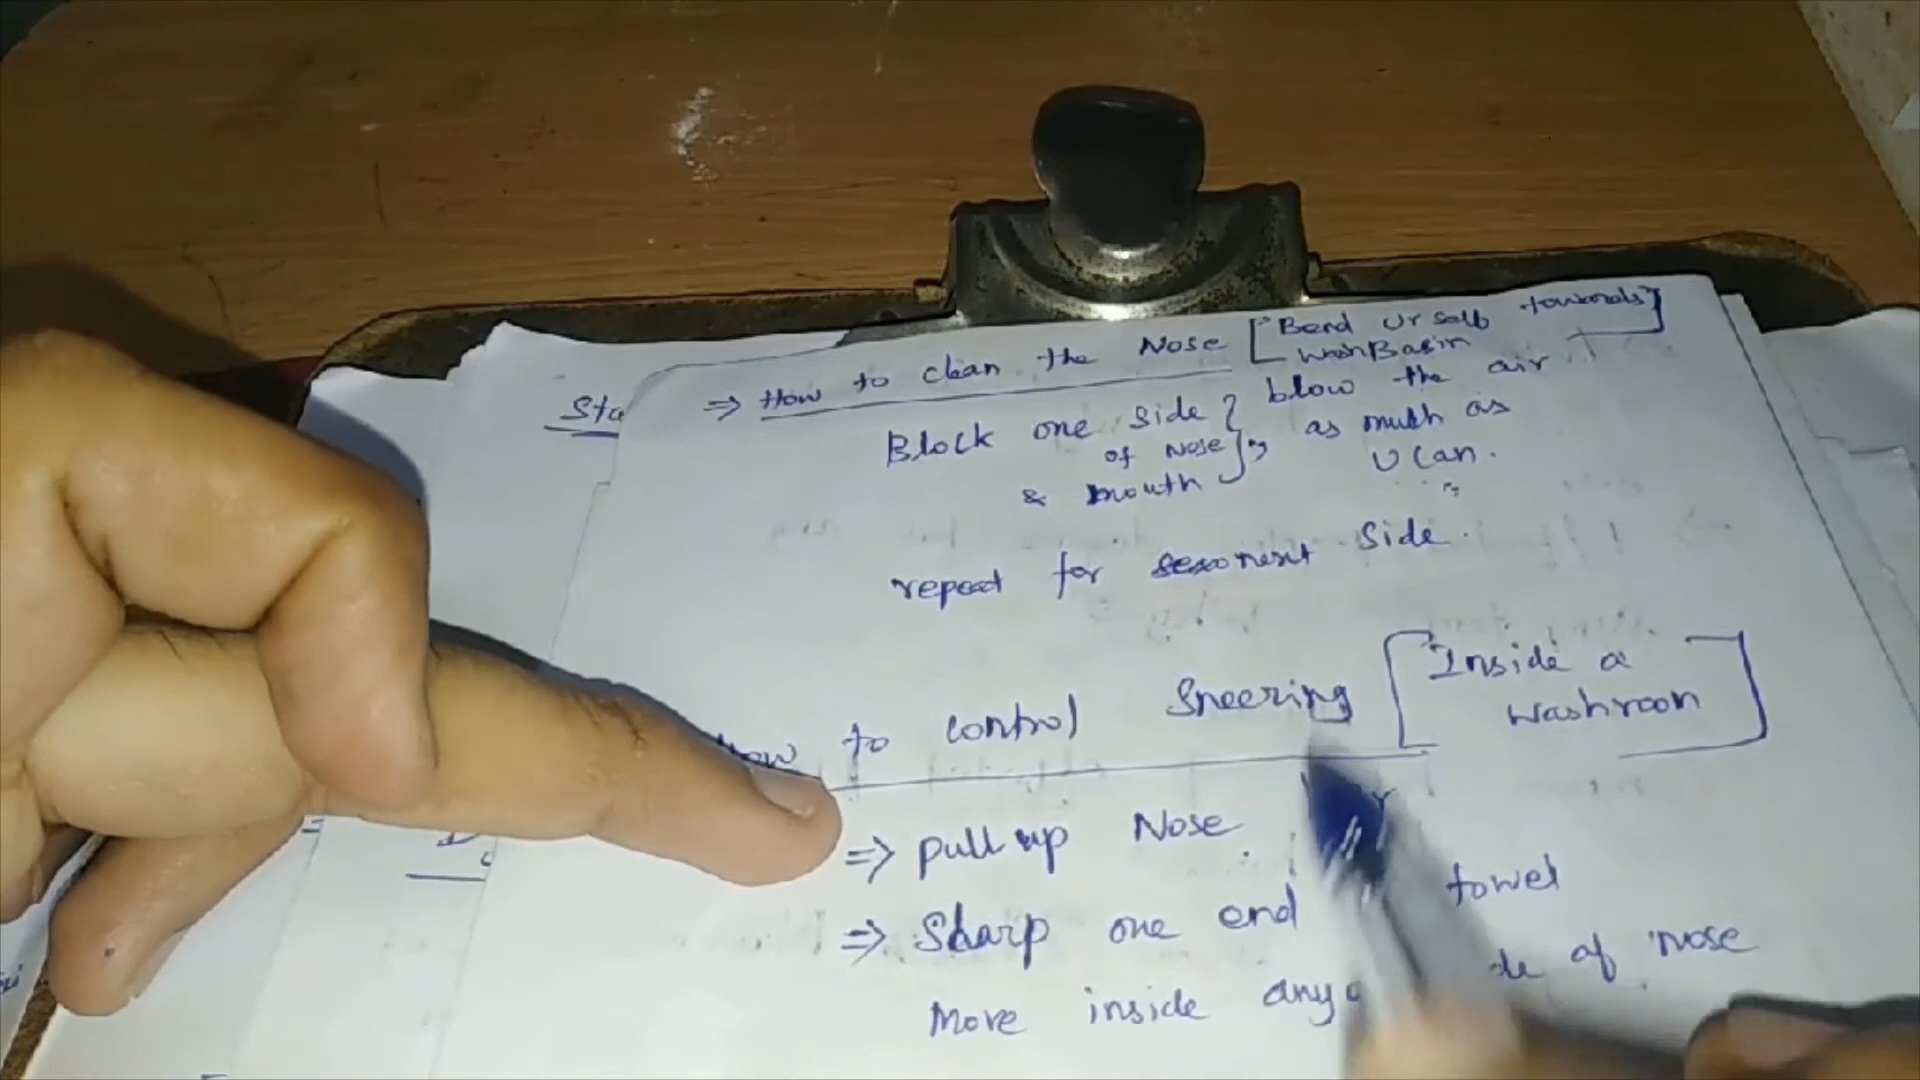 ⇒ How to clean the Nose [Bend Ur self towards
WashBasin]
Block one side } blow the air
of Nose } as much as
& mouth U can.
repeat for next side.
How to control Sneezing [Inside a
washroom]
⇒ pull up Nose
⇒ Sharp one end towel
Move inside any of Nose
Sta